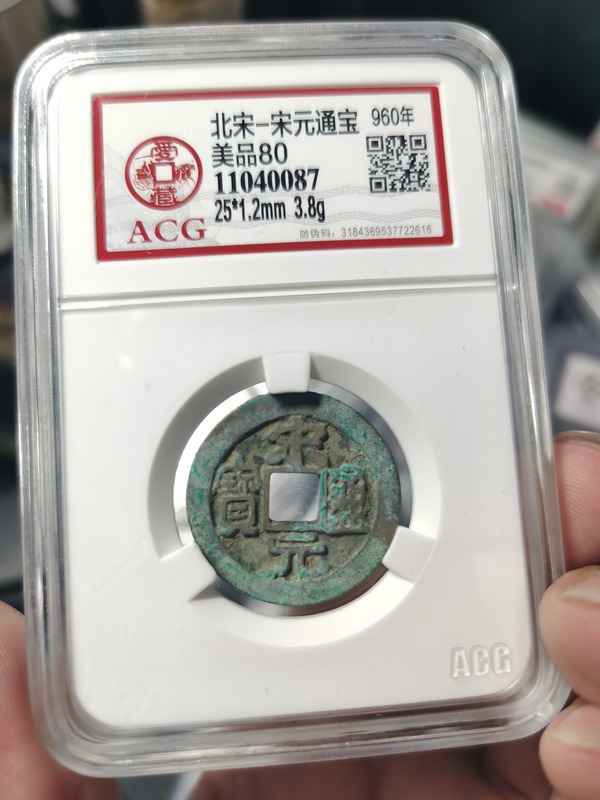 北宋-宋元通宝 960年
美品80
11040087
25*1.2mm 3.8g
防伪码：3184369537722616
ACG
宋元通寶
ACG